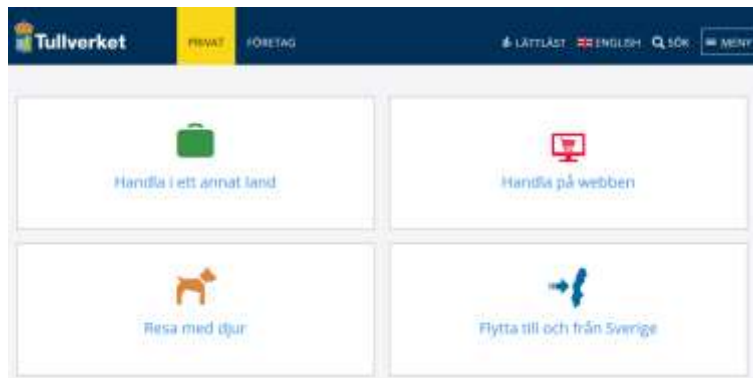 Tullverket PRIVAT FÖRETAG LÄTTLÄST ENGLISH SÖK MENY
Handla i ett annat land
Handla på webben
Resa med djur
Flytta till och från Sverige